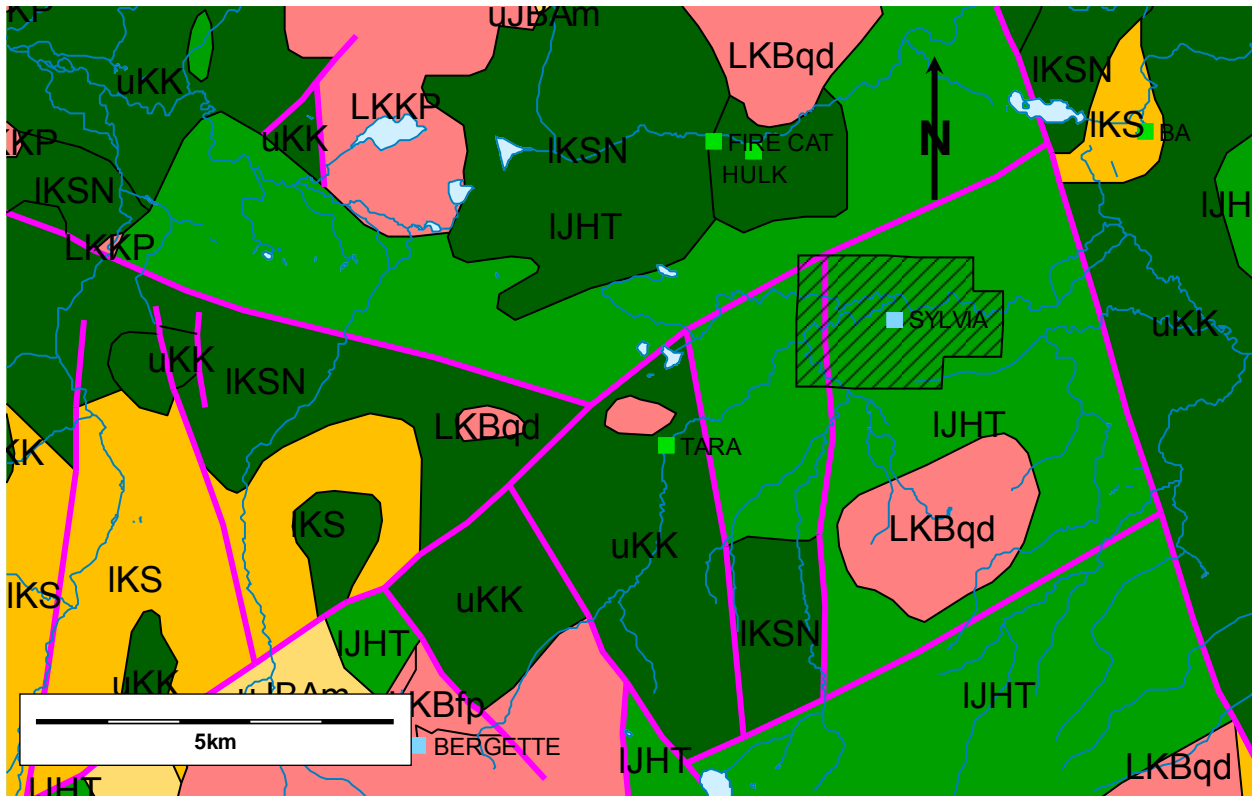 KP
uJBAm
LKBqd
uKK
LKKP
lKSN
lKS
BA
KP
uKK
FIRE CAT
lKSN
N
HULK
lKSN
lJHT
lJH
LKKP
SYLVIA
uKK
uKK
lKSN
LKBqd
lJHT
TARA
KK
lKS
LKBqd
uKK
lKS
lKS
uKK
lKSN
lJHT
uKK
uJBAm
lJHT
KBfp
5km
BERGETTE
lJHT
LKBqd
lJHT